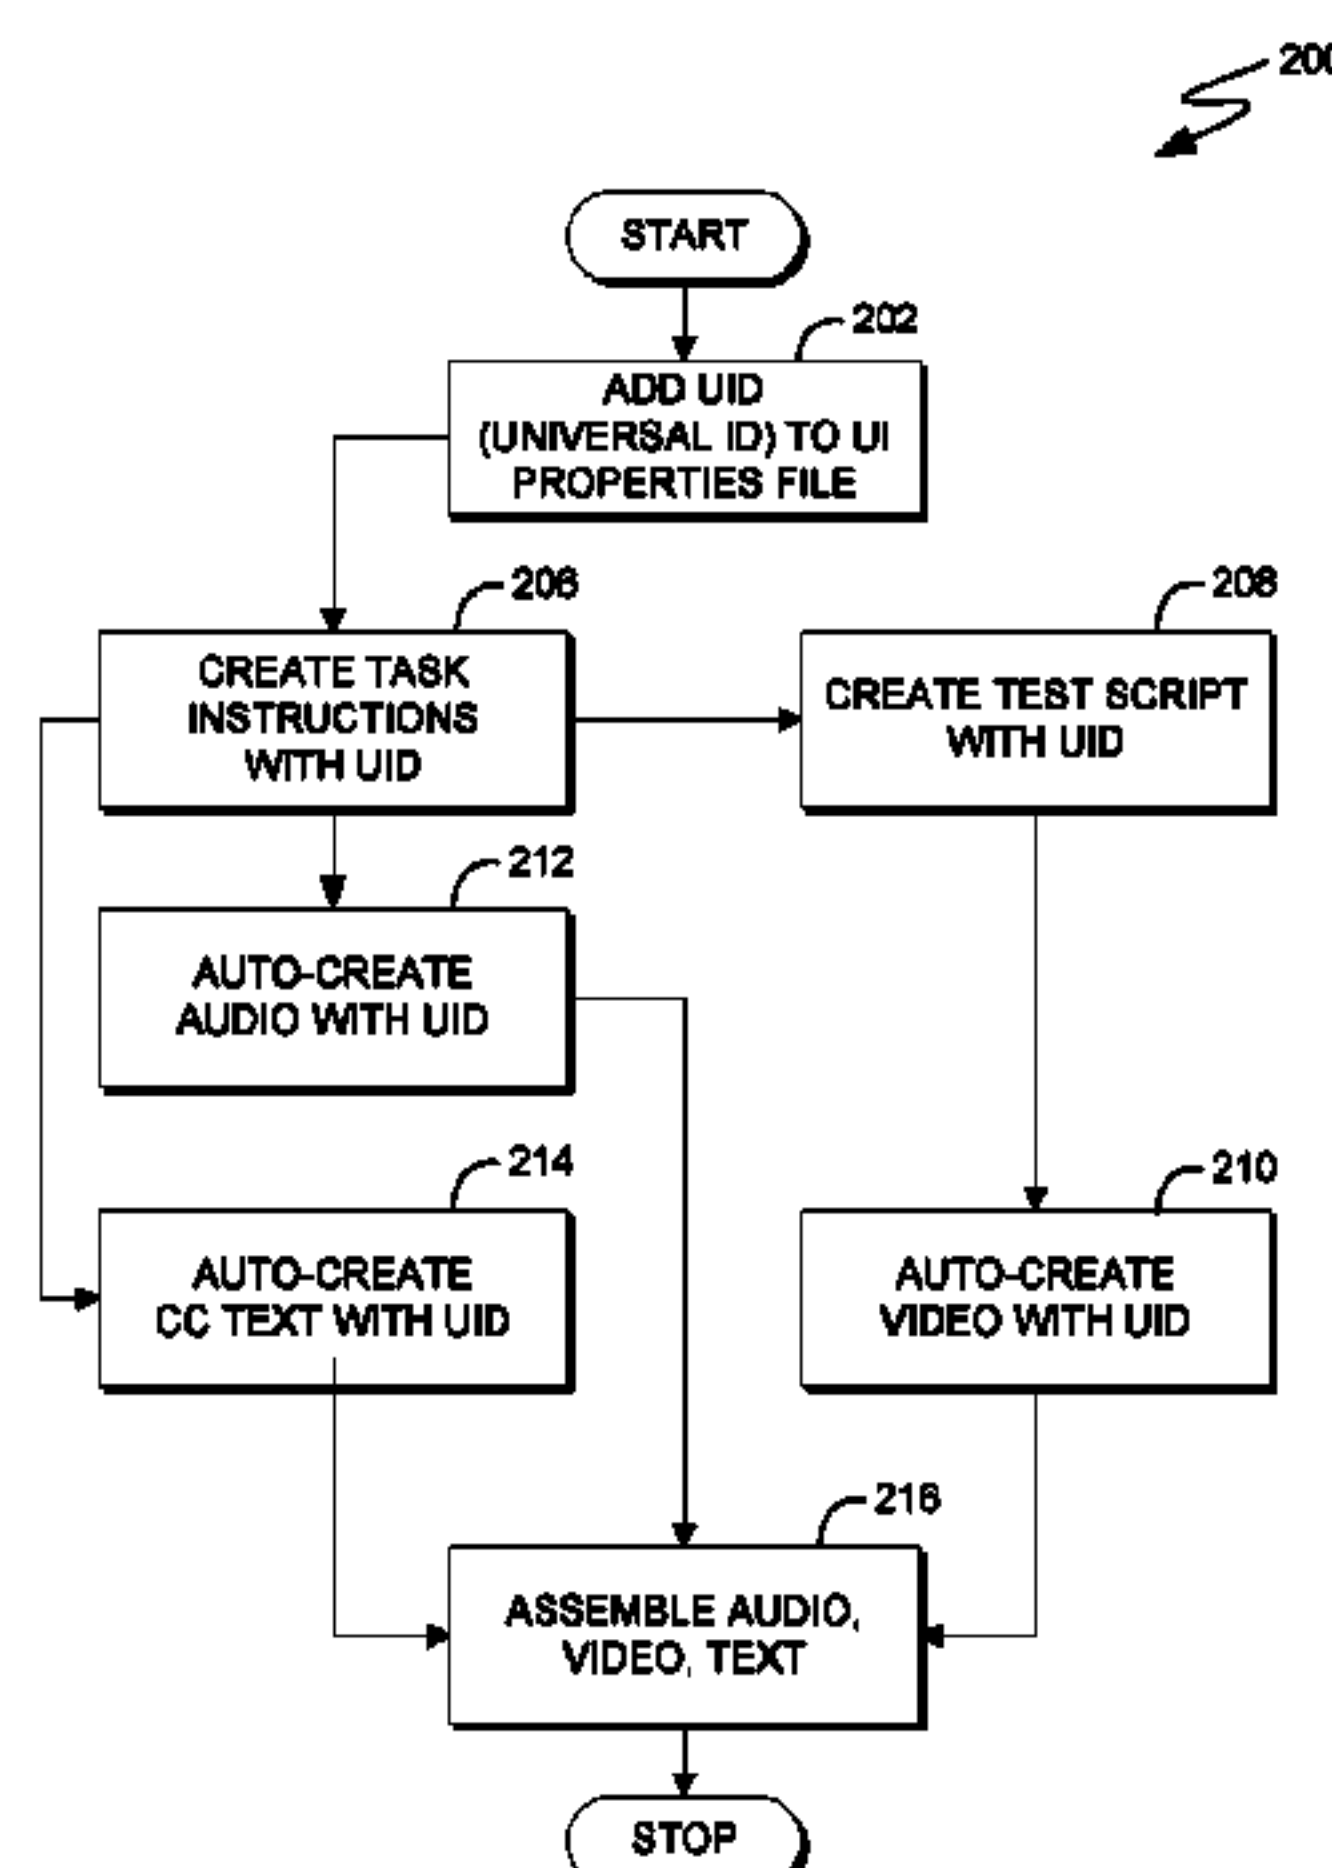 200
START
202
ADD UID
(UNIVERSAL ID) TO UI
PROPERTIES FILE
206
CREATE TASK
INSTRUCTIONS
WITH UID
208
CREATE TEST SCRIPT
WITH UID
212
AUTO-CREATE
AUDIO WITH UID
214
AUTO-CREATE
CC TEXT WITH UID
210
AUTO-CREATE
VIDEO WITH UID
216
ASSEMBLE AUDIO,
VIDEO, TEXT
STOP